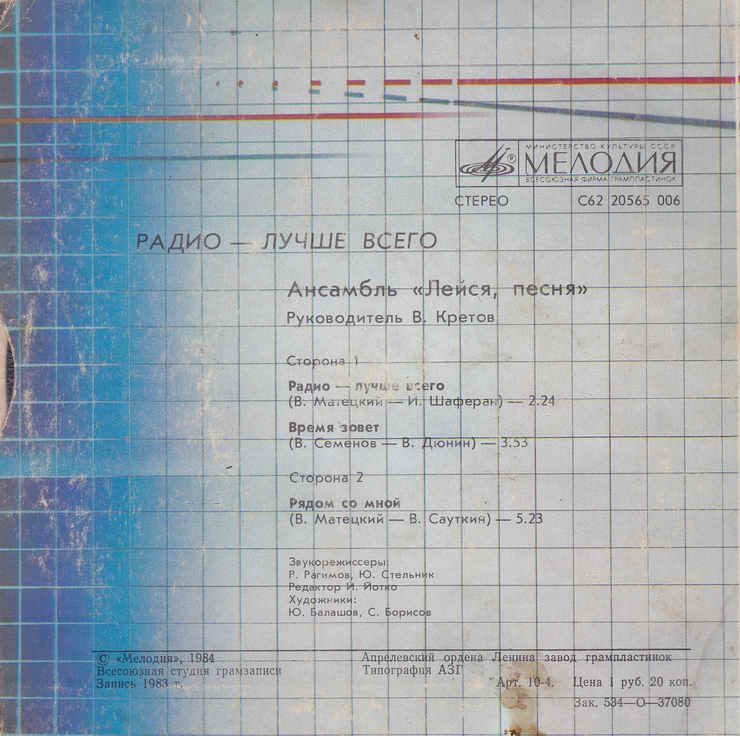 МИНИСТЕРСТВО КУЛЬТУРЫ СССР
® МЕЛОДИЯ
ВСЕСОЮЗНАЯ ФИРМА ГРАМПЛАСТИНОК
СТЕРЕО С62 20565 006
РАДИО — ЛУЧШЕ ВСЕГО
Ансамбль «Лейся, песня»
Руководитель В. Кретов
Сторона 1
Радио — лучше всего
(В. Матецкий — И. Шаферан) — 2.24
Время зовет
(В. Семенов — В. Дюнин) — 3.53
Сторона 2
Рядом со мной
(В. Матецкий — В. Сауткин) — 5.23
Звукорежиссеры:
Р. Рагимов, Ю. Стельник
Редактор И. Йотко
Художники:
Ю. Балашов, С. Борисов
© «Мелодия», 1984 Апрелевский ордена Ленина завод грампластинок
Всесоюзная студия грамзаписи Типография АЗГ
Запись 1983 г. Арт. 10-4. Цена 1 руб. 20 коп.
Зак. 534—О—37080